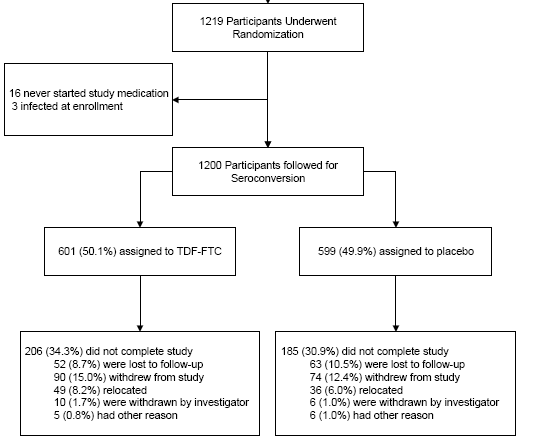 1219 Participants Underwent
Randomization
16 never started study medication
3 infected at enrollment
1200 Participants followed for
Seroconversion
601 (50.1%) assigned to TDF-FTC
599 (49.9%) assigned to placebo
206 (34.3%) did not complete study
52 (8.7%) were lost to follow-up
90 (15.0%) withdrew from study
49 (8.2%) relocated
10 (1.7%) were withdrawn by investigator
5 (0.8%) had other reason
185 (30.9%) did not complete study
63 (10.5%) were lost to follow-up
74 (12.4%) withdrew from study
36 (6.0%) relocated
6 (1.0%) were withdrawn by investigator
6 (1.0%) had other reason